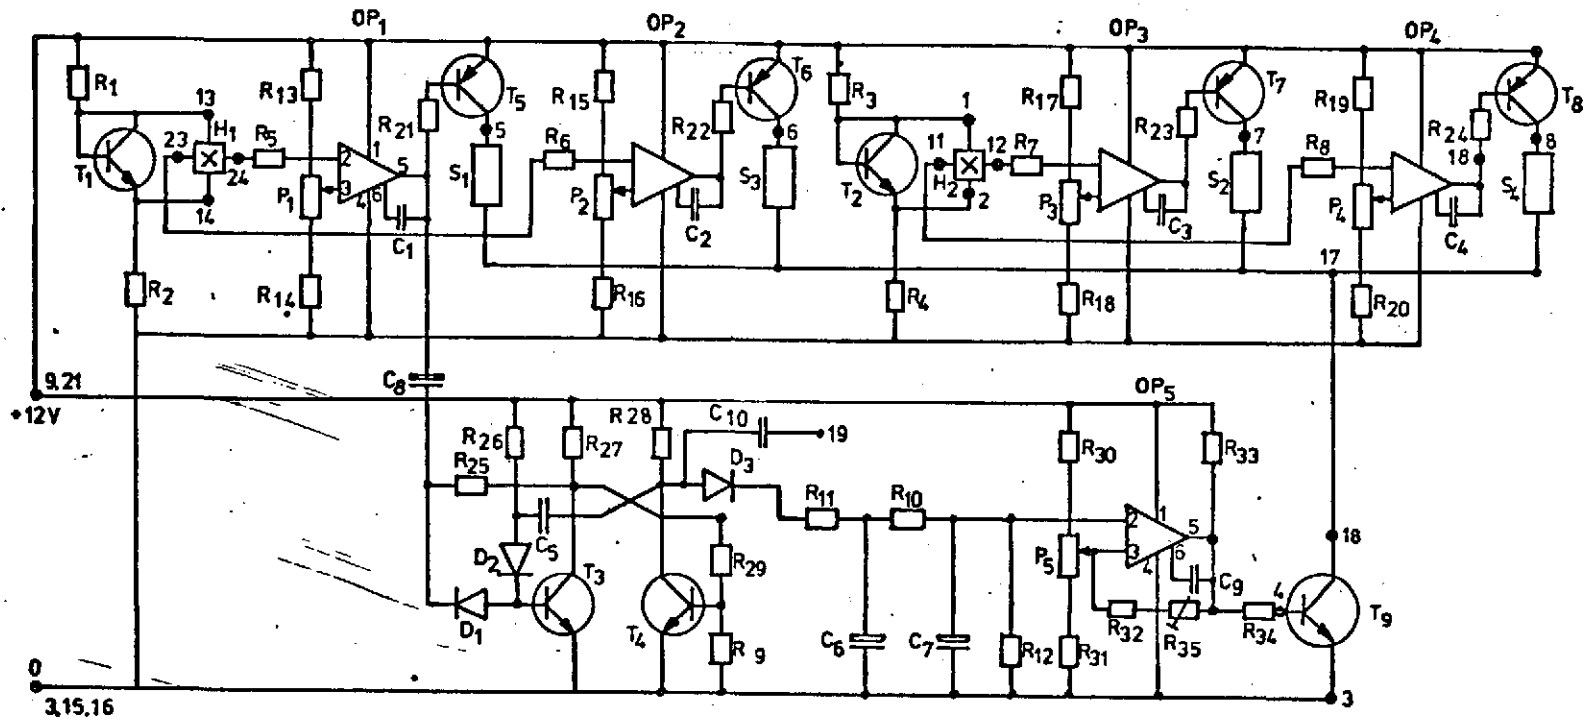 OP1 OP2 OP3 OP4
R1 13 H1 23 R5 24 14 T1 R2
R13 P1 R14 2 3 1 5 6 4 C1
R21 T5 5 S1
R15 R6 P2 R16 C2 R22 T6 6 S3
R3 1 11 H2 12 2 T2 R4 R7
R17 P3 R18 C3 R23 T7 7 S2
R19 R8 P4 R20 C4 R24 18 T8 8 S4
17
C8
9,21
+12V
R26 R27 R28 C10 19
R25 C5 D3 D2 D1 T3 T4 R29 R9
R11 R10 C6 C7 R12
OP5
R30 R33 P5 2 3 1 5 6 4 C9
R31 R32 R35 R34 4 18 T9
0
3,15,16
3